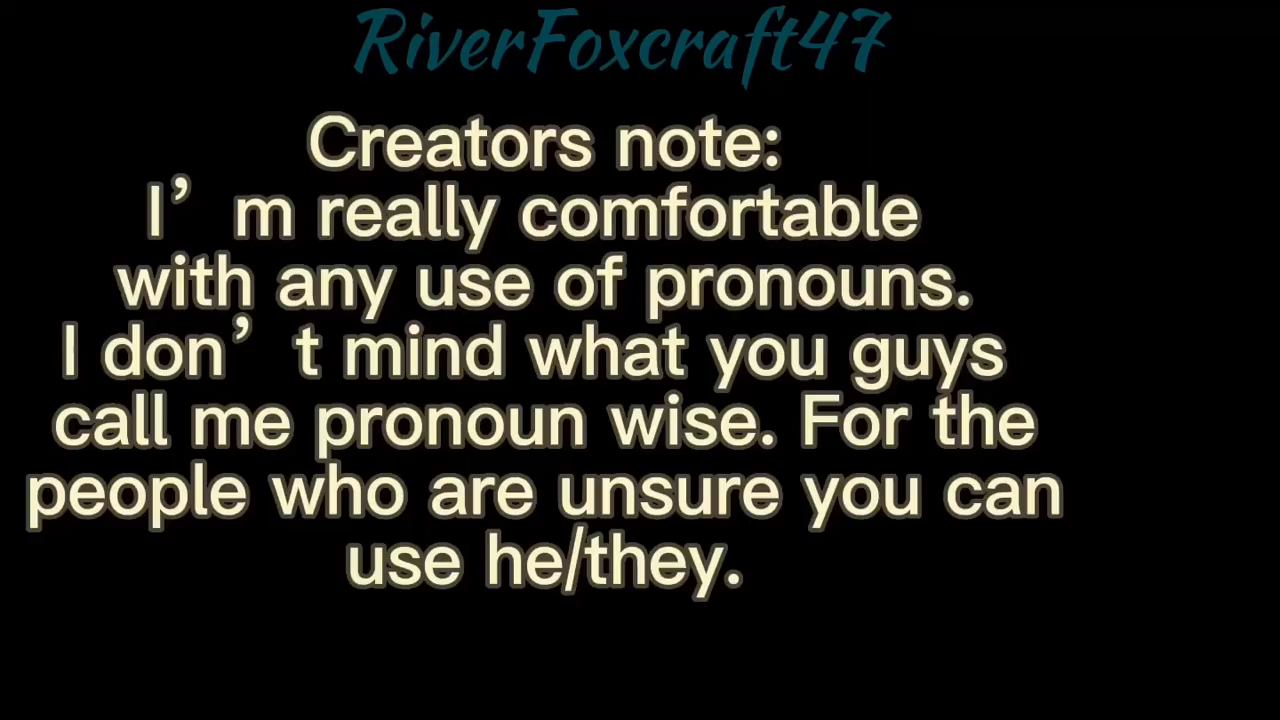 RiverFoxcraft47
Creators note:
I’m really comfortable
with any use of pronouns.
I don’t mind what you guys
call me pronoun wise. For the
people who are unsure you can
use he/they.